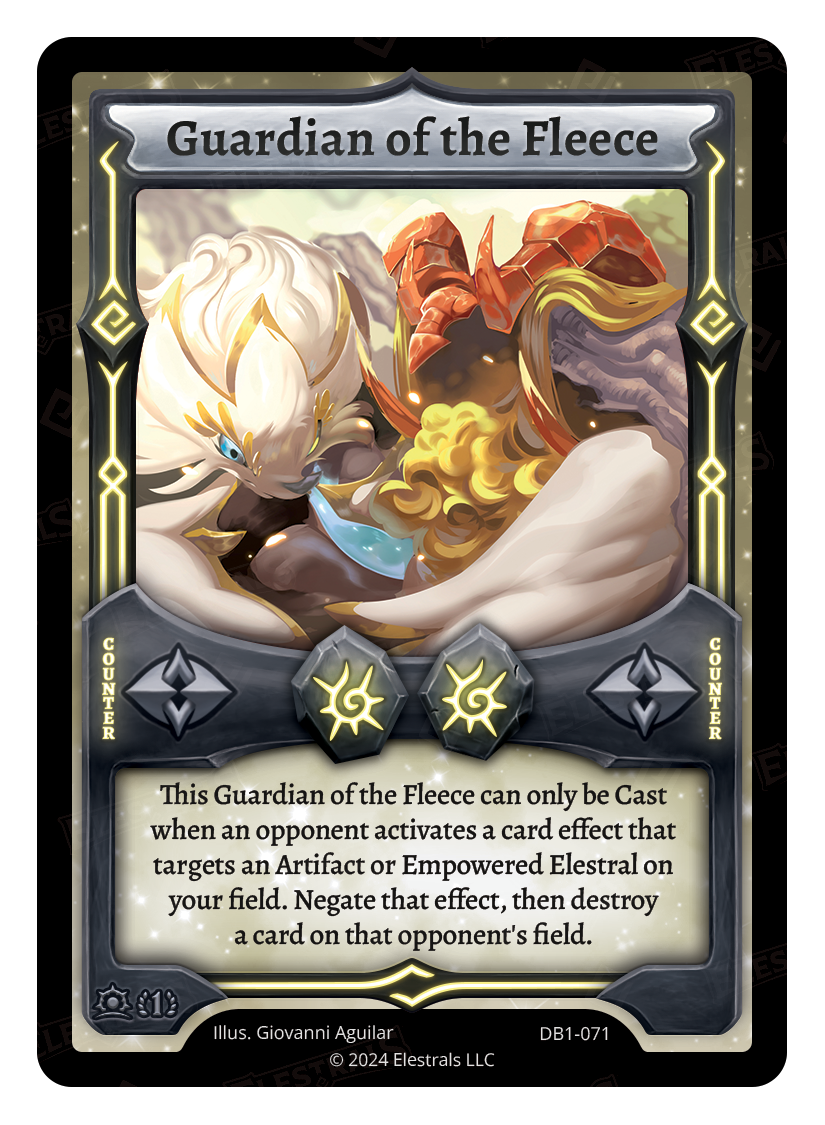 Guardian of the Fleece
COUNTER
COUNTER
This Guardian of the Fleece can only be Cast
when an opponent activates a card effect that
targets an Artifact or Empowered Elestral on
your field. Negate that effect, then destroy
a card on that opponent's field.
1
Illus. Giovanni Aguilar
DB1-071
© 2024 Elestrals LLC